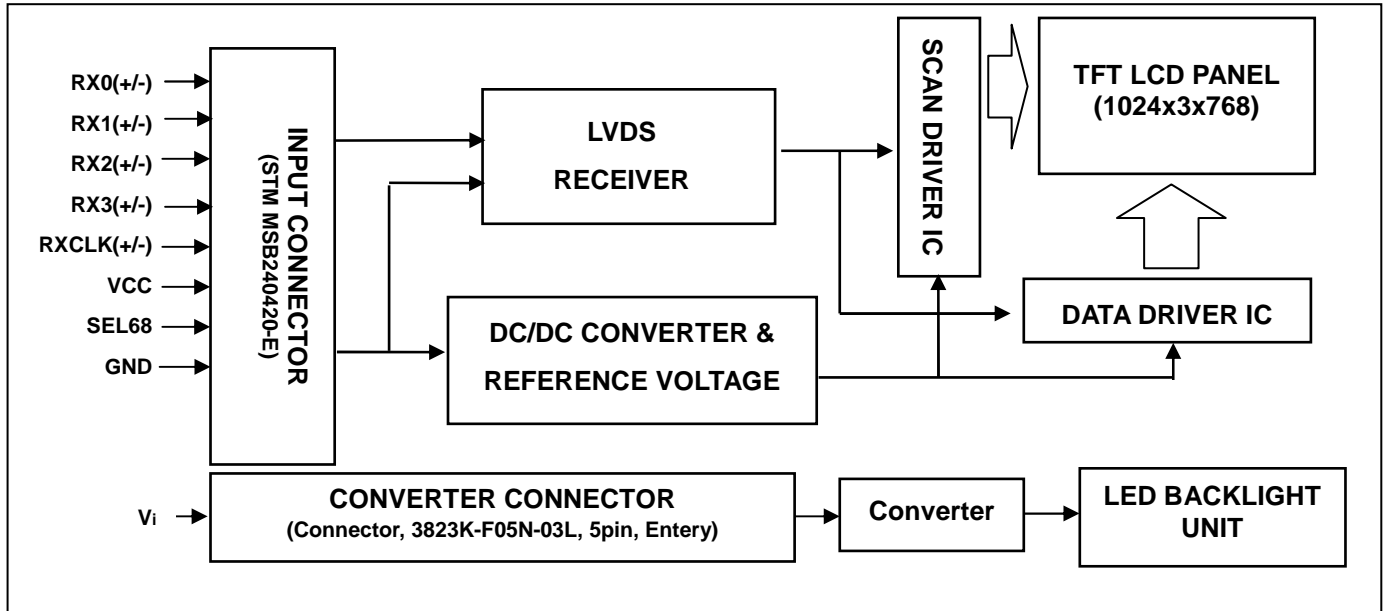 RX0(+/-)
RX1(+/-)
RX2(+/-)
RX3(+/-)
RXCLK(+/-)
VCC
SEL68
GND
INPUT CONNECTOR
(STM MSB240420-E)
LVDS
RECEIVER
DC/DC CONVERTER &
REFERENCE VOLTAGE
SCAN DRIVER IC
TFT LCD PANEL
(1024x3x768)
DATA DRIVER IC
Vi
CONVERTER CONNECTOR
(Connector, 3823K-F05N-03L, 5pin, Entery)
Converter
LED BACKLIGHT
UNIT